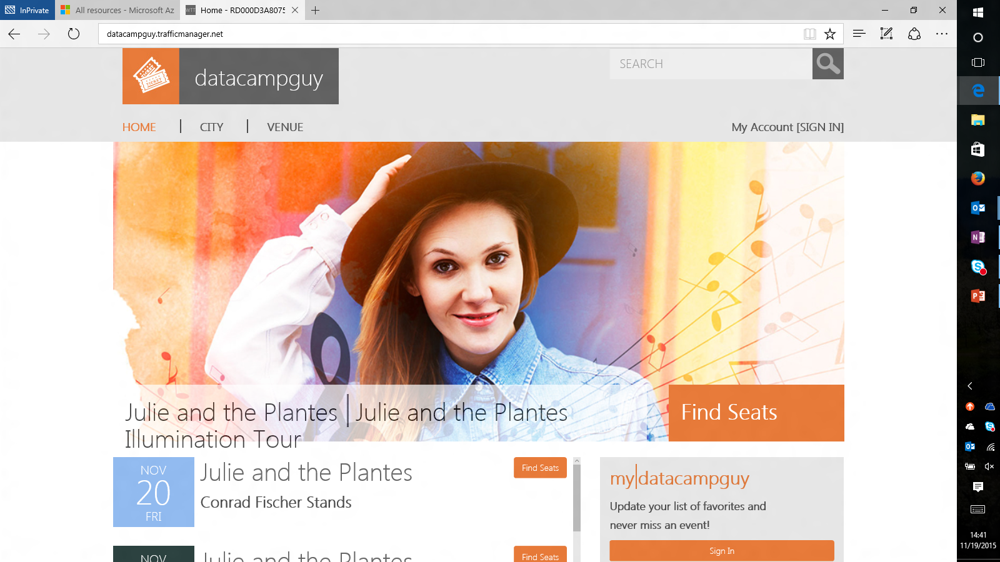 InPrivate
All resources - Microsoft Az
WTT
Home - RD000D3A8075
datacampguy.trafficmanager.net
TICKET
datacampguy
SEARCH
HOME
CITY
VENUE
My Account [SIGN IN]
Julie and the Plantes | Julie and the Plantes
Illumination Tour
Find Seats
NOV
20
FRI
Julie and the Plantes
Conrad Fischer Stands
Find Seats
my|datacampguy
Update your list of favorites and
never miss an event!
Sign In
NOV
Julie and the Plantes
Find Seats
14:41
11/19/2015